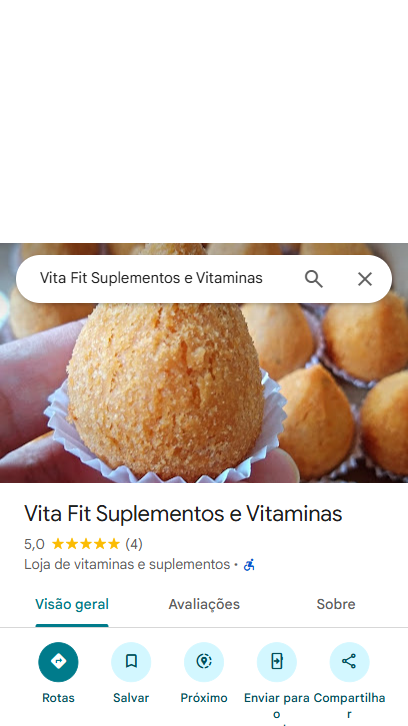 Vita Fit Suplementos e Vitaminas
Vita Fit Suplementos e Vitaminas
5,0 (4)
Loja de vitaminas e suplementos ·
Visão geral Avaliações Sobre
Rotas Salvar Próximo Enviar para Compartilha
o r